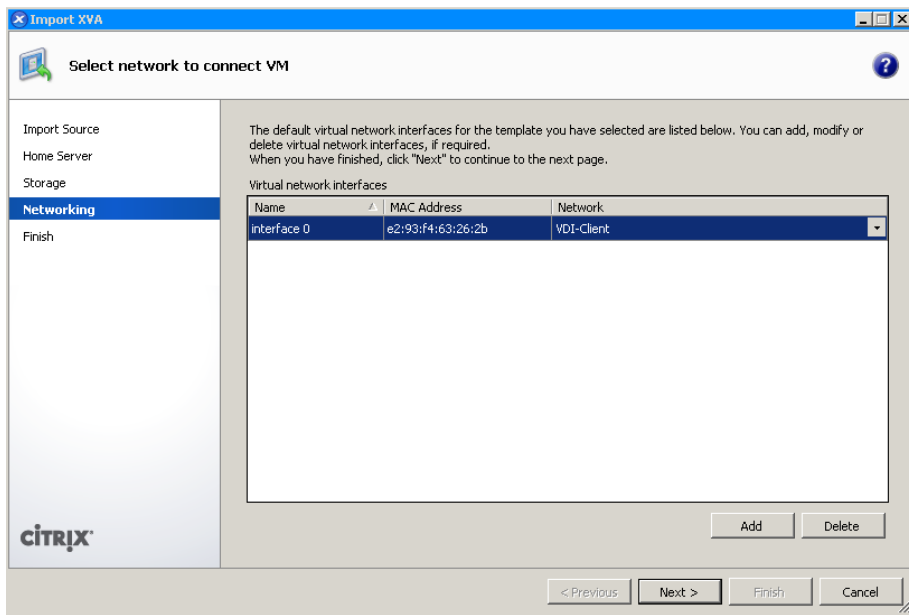 Import XVA
Select network to connect VM
Import Source
Home Server
Storage
Networking
Finish
The default virtual network interfaces for the template you have selected are listed below. You can add, modify or
delete virtual network interfaces, if required.
When you have finished, click "Next" to continue to the next page.
Virtual network interfaces
Name MAC Address Network
interface 0 e2:93:f4:63:26:2b VDI-Client
Add Delete
CİTRIX
< Previous Next > Finish Cancel